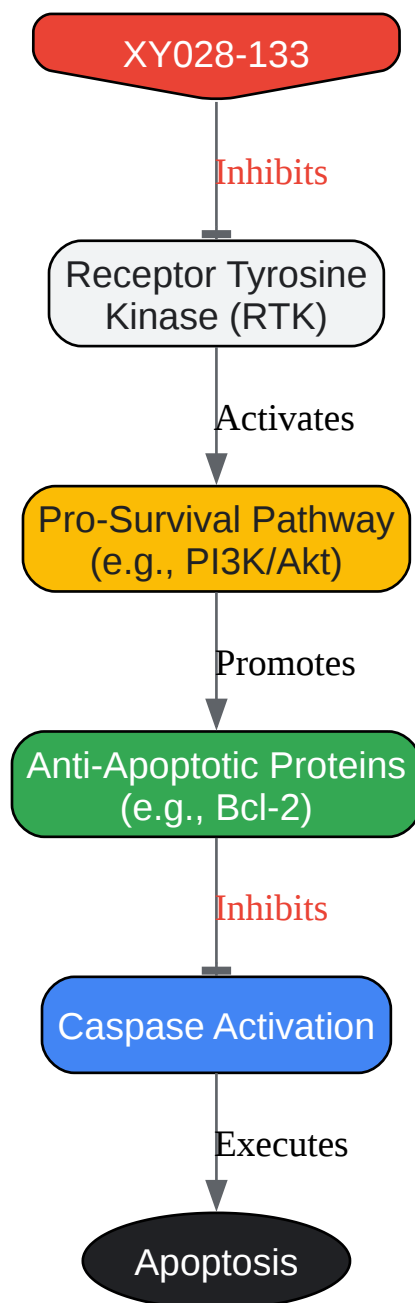 XY028-133
Inhibits
Receptor Tyrosine
Kinase (RTK)
Activates
Pro-Survival Pathway
(e.g., PI3K/Akt)
Promotes
Anti-Apoptotic Proteins
(e.g., Bcl-2)
Inhibits
Caspase Activation
Executes
Apoptosis